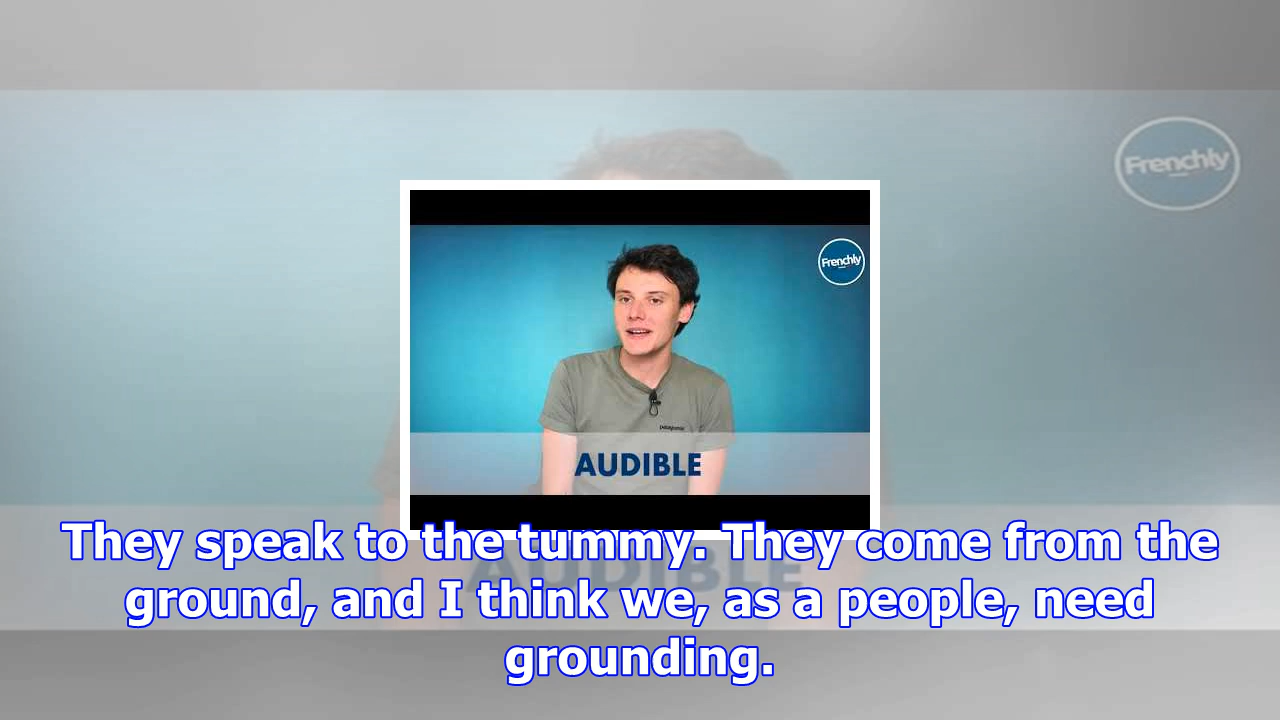 Frenchly
Frenchly
patagonia
AUDIBLE
They speak to the tummy. They come from the
AUDIBLE
ground, and I think we, as a people, need
grounding.